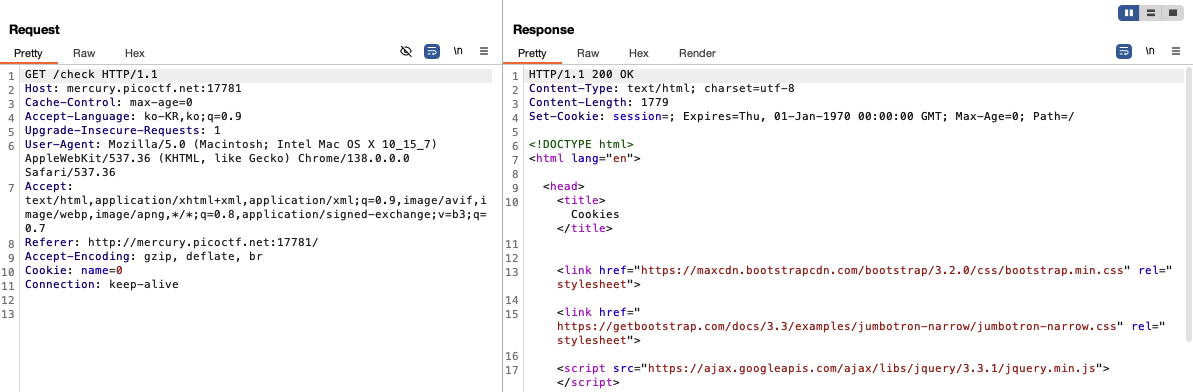 Request
Pretty Raw Hex
\n
1 GET /check HTTP/1.1
2 Host: mercury.picoctf.net:17781
3 Cache-Control: max-age=0
4 Accept-Language: ko-KR,ko;q=0.9
5 Upgrade-Insecure-Requests: 1
6 User-Agent: Mozilla/5.0 (Macintosh; Intel Mac OS X 10_15_7)
AppleWebKit/537.36 (KHTML, like Gecko) Chrome/138.0.0.0
Safari/537.36
7 Accept:
text/html,application/xhtml+xml,application/xml;q=0.9,image/avif,i
mage/webp,image/apng,*/*;q=0.8,application/signed-exchange;v=b3;q=
0.7
8 Referer: http://mercury.picoctf.net:17781/
9 Accept-Encoding: gzip, deflate, br
10 Cookie: name=0
11 Connection: keep-alive
12
13
Response
Pretty Raw Hex Render
\n
1 HTTP/1.1 200 OK
2 Content-Type: text/html; charset=utf-8
3 Content-Length: 1779
4 Set-Cookie: session=; Expires=Thu, 01-Jan-1970 00:00:00 GMT; Max-Age=0; Path=/
5
6 <!DOCTYPE html>
7 <html lang="en">
8
9 <head>
10 <title>
Cookies
</title>
11
12
13 <link href="https://maxcdn.bootstrapcdn.com/bootstrap/3.2.0/css/bootstrap.min.css" rel="
stylesheet">
14
15 <link href="
https://getbootstrap.com/docs/3.3/examples/jumbotron-narrow/jumbotron-narrow.css" rel="
stylesheet">
16
17 <script src="https://ajax.googleapis.com/ajax/libs/jquery/3.3.1/jquery.min.js">
</script>